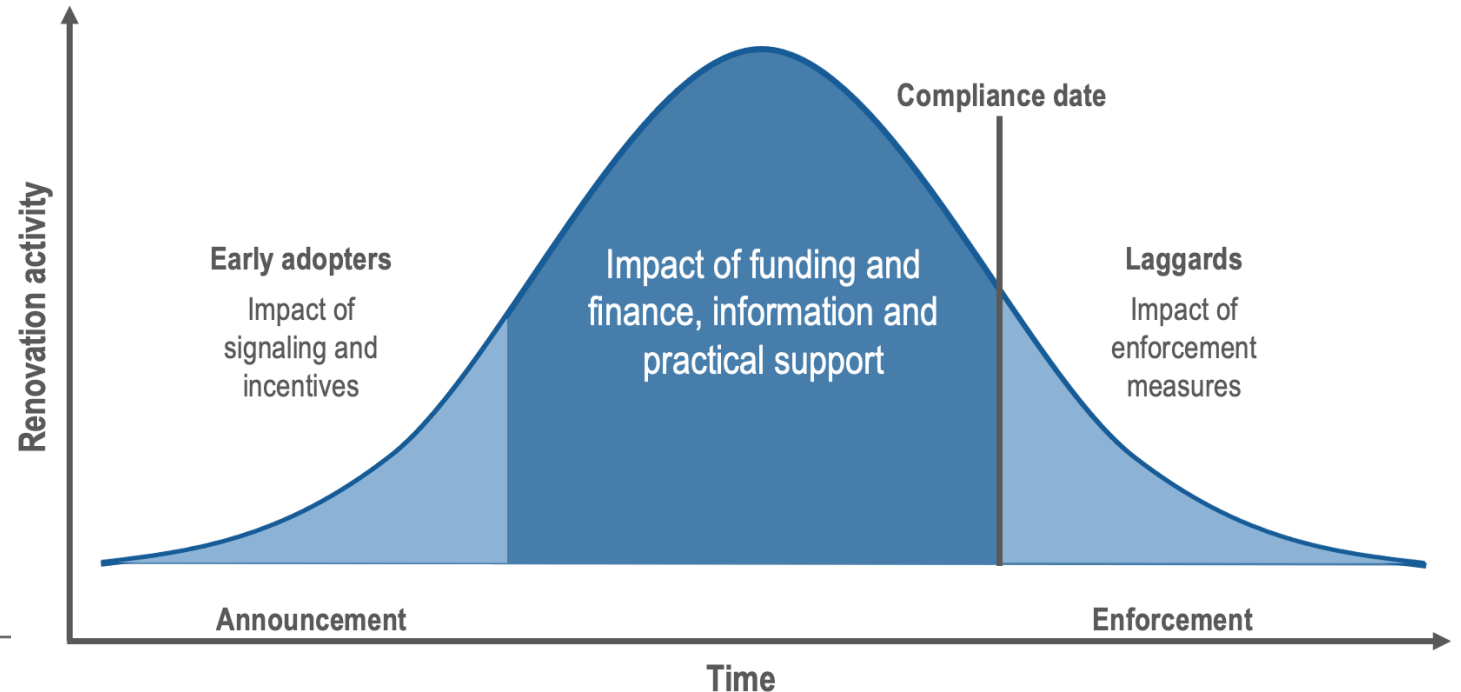 Compliance date
Renovation activity
Early adopters
Impact of
signaling and
incentives
Impact of funding and
finance, information and
practical support
Laggards
Impact of
enforcement
measures
Announcement
Enforcement
Time